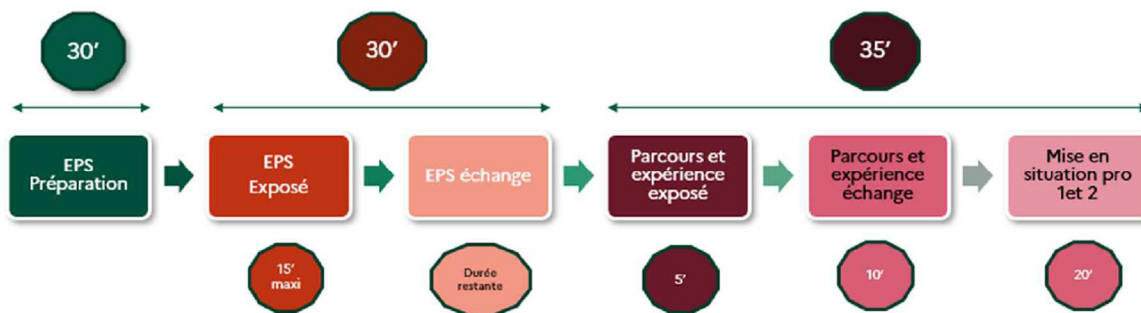 30’
30’
35’
EPS
Préparation
EPS
Exposé
EPS échange
Parcours et
expérience
exposé
Parcours et
expérience
échange
Mise en
situation pro
1et 2
15’
maxi
Durée
restante
5’
10’
20’